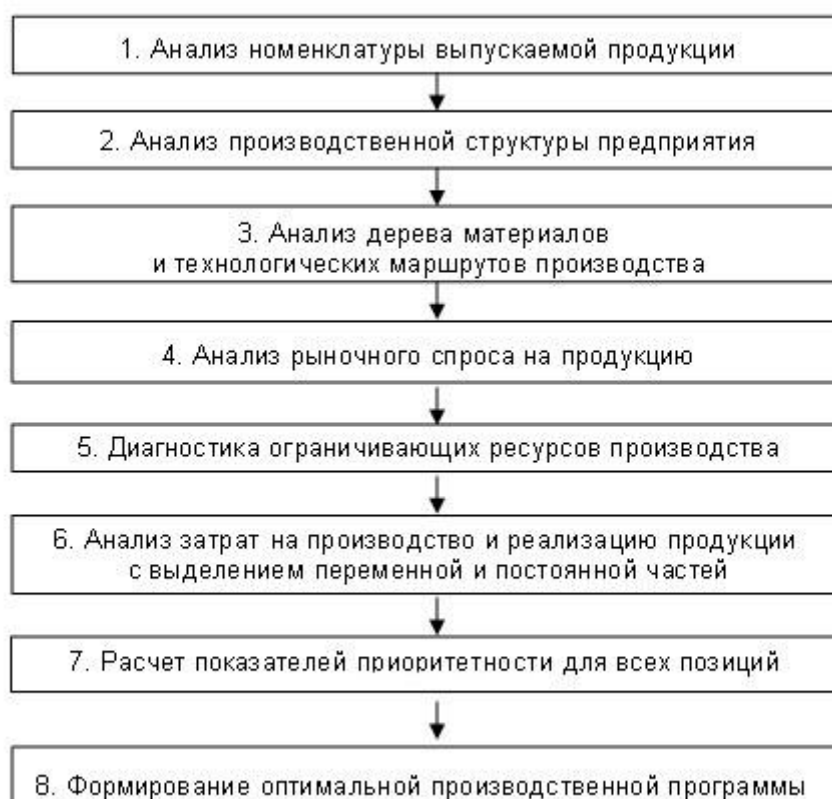 1. Анализ номенклатуры выпускаемой продукции
2. Анализ производственной структуры предприятия
3. Анализ дерева материалов
и технологических маршрутов производства
4. Анализ рыночного спроса на продукцию
5. Диагностика ограничивающих ресурсов производства
6. Анализ затрат на производство и реализацию продукции
с выделением переменной и постоянной частей
7. Расчет показателей приоритетности для всех позиций
8. Формирование оптимальной производственной программы